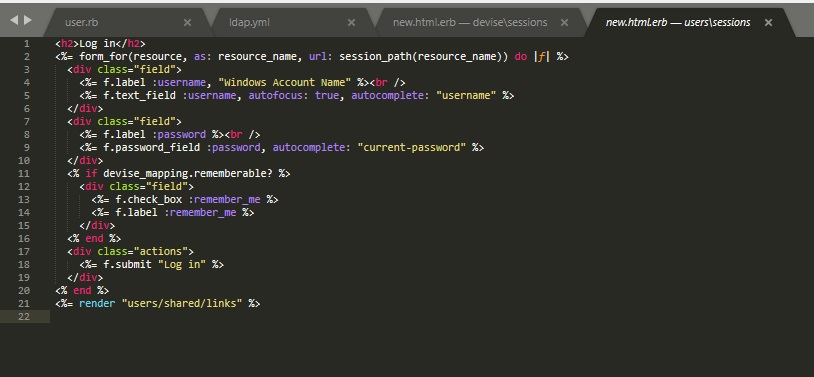 user.rb × ldap.yml × new.html.erb — devise\sessions × new.html.erb — users\sessions ×
1 <h2>Log in</h2>
2 <%= form_for(resource, as: resource_name, url: session_path(resource_name)) do |f| %>
3 <div class="field">
4 <%= f.label :username, "Windows Account Name" %><br />
5 <%= f.text_field :username, autofocus: true, autocomplete: "username" %>
6 </div>
7 <div class="field">
8 <%= f.label :password %><br />
9 <%= f.password_field :password, autocomplete: "current-password" %>
10 </div>
11 <% if devise_mapping.rememberable? %>
12 <div class="field">
13 <%= f.check_box :remember_me %>
14 <%= f.label :remember_me %>
15 </div>
16 <% end %>
17 <div class="actions">
18 <%= f.submit "Log in" %>
19 </div>
20 <% end %>
21 <%= render "users/shared/links" %>
22